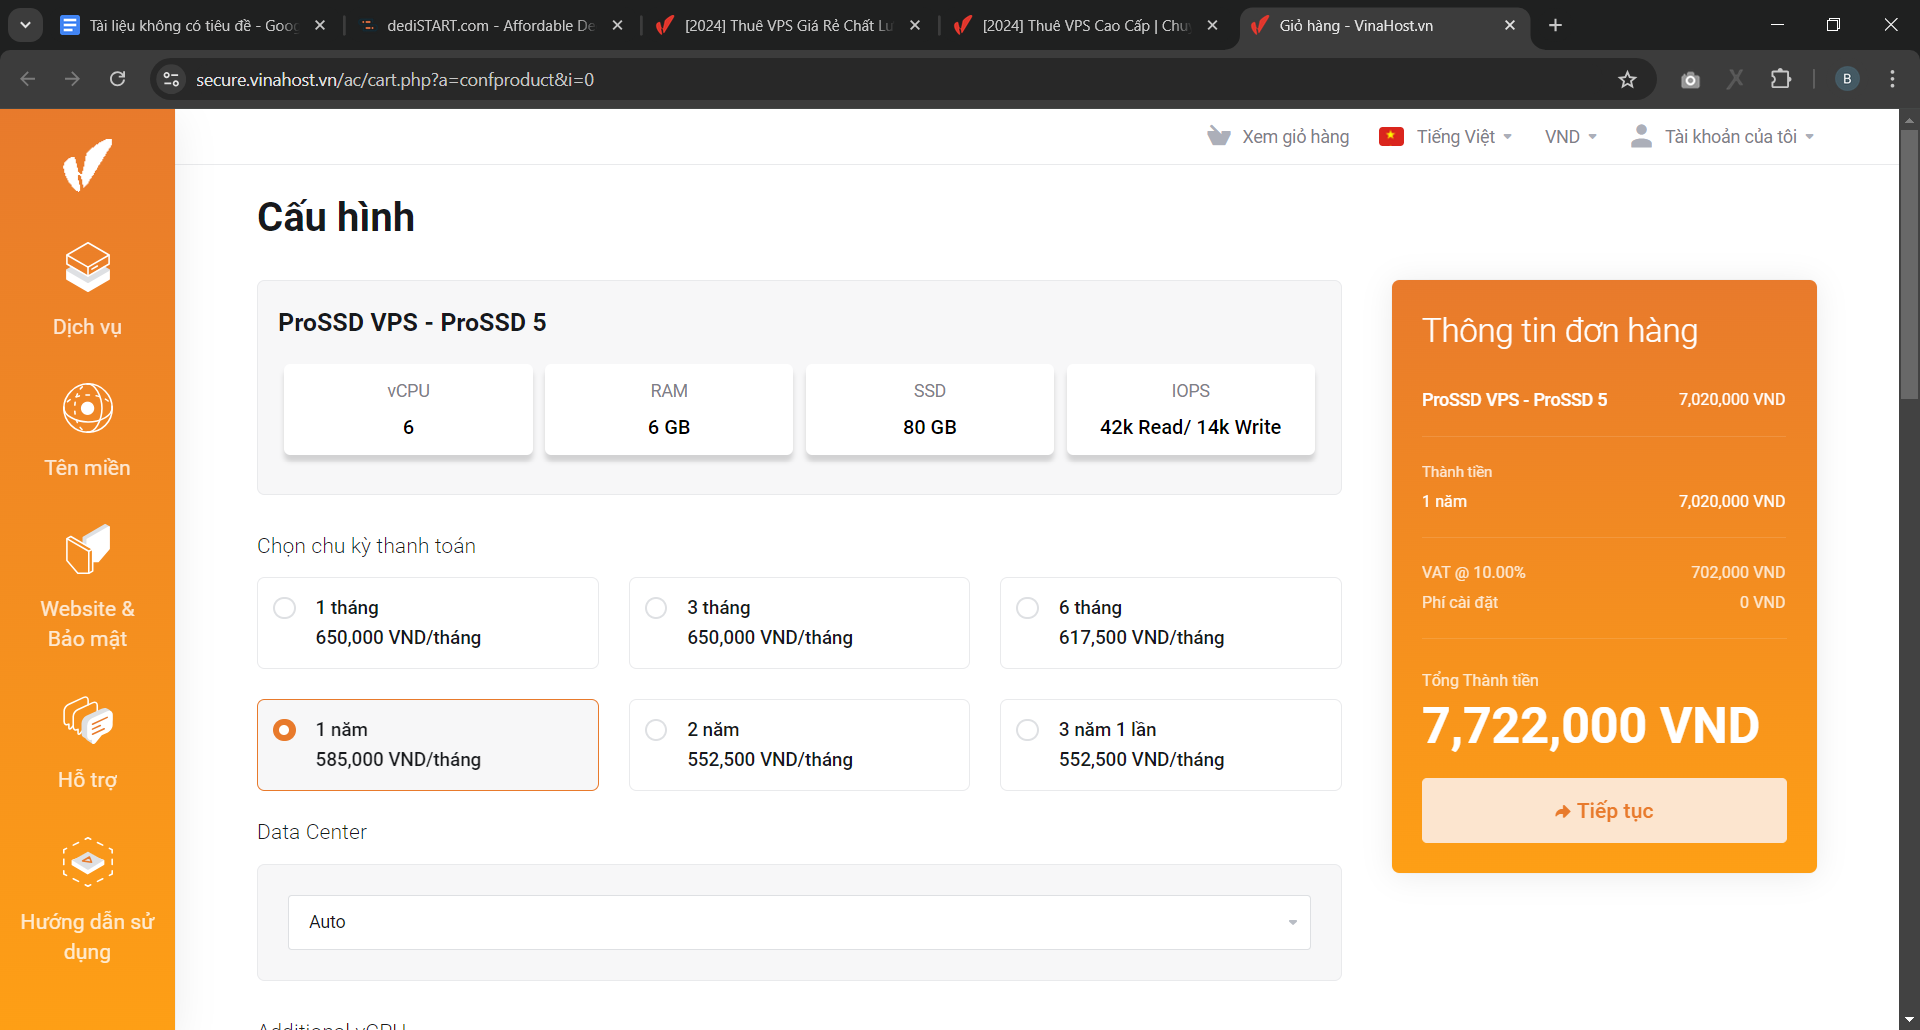 Tài liệu không có tiêu đề - Goog
dediSTART.com - Affordable De
[2024] Thuê VPS Giá Rẻ Chất Lư
[2024] Thuê VPS Cao Cấp | Chu
Giỏ hàng - VinaHost.vn
secure.vinahost.vn/ac/cart.php?a=confproduct&i=0
B
Xem giỏ hàng
Tiếng Việt
VND
Tài khoản của tôi
Dịch vụ
Tên miền
Website &
Bảo mật
Hỗ trợ
Hướng dẫn sử
dụng
Cấu hình
ProSSD VPS - ProSSD 5
vCPU
6
RAM
6 GB
SSD
80 GB
IOPS
42k Read/ 14k Write
Chọn chu kỳ thanh toán
1 tháng
650,000 VND/tháng
3 tháng
650,000 VND/tháng
6 tháng
617,500 VND/tháng
1 năm
585,000 VND/tháng
2 năm
552,500 VND/tháng
3 năm 1 lần
552,500 VND/tháng
Data Center
Auto
Additional vCPU
Thông tin đơn hàng
ProSSD VPS - ProSSD 5 7,020,000 VND
Thành tiền
1 năm 7,020,000 VND
VAT @ 10.00% 702,000 VND
Phí cài đặt 0 VND
Tổng Thành tiền
7,722,000 VND
Tiếp tục